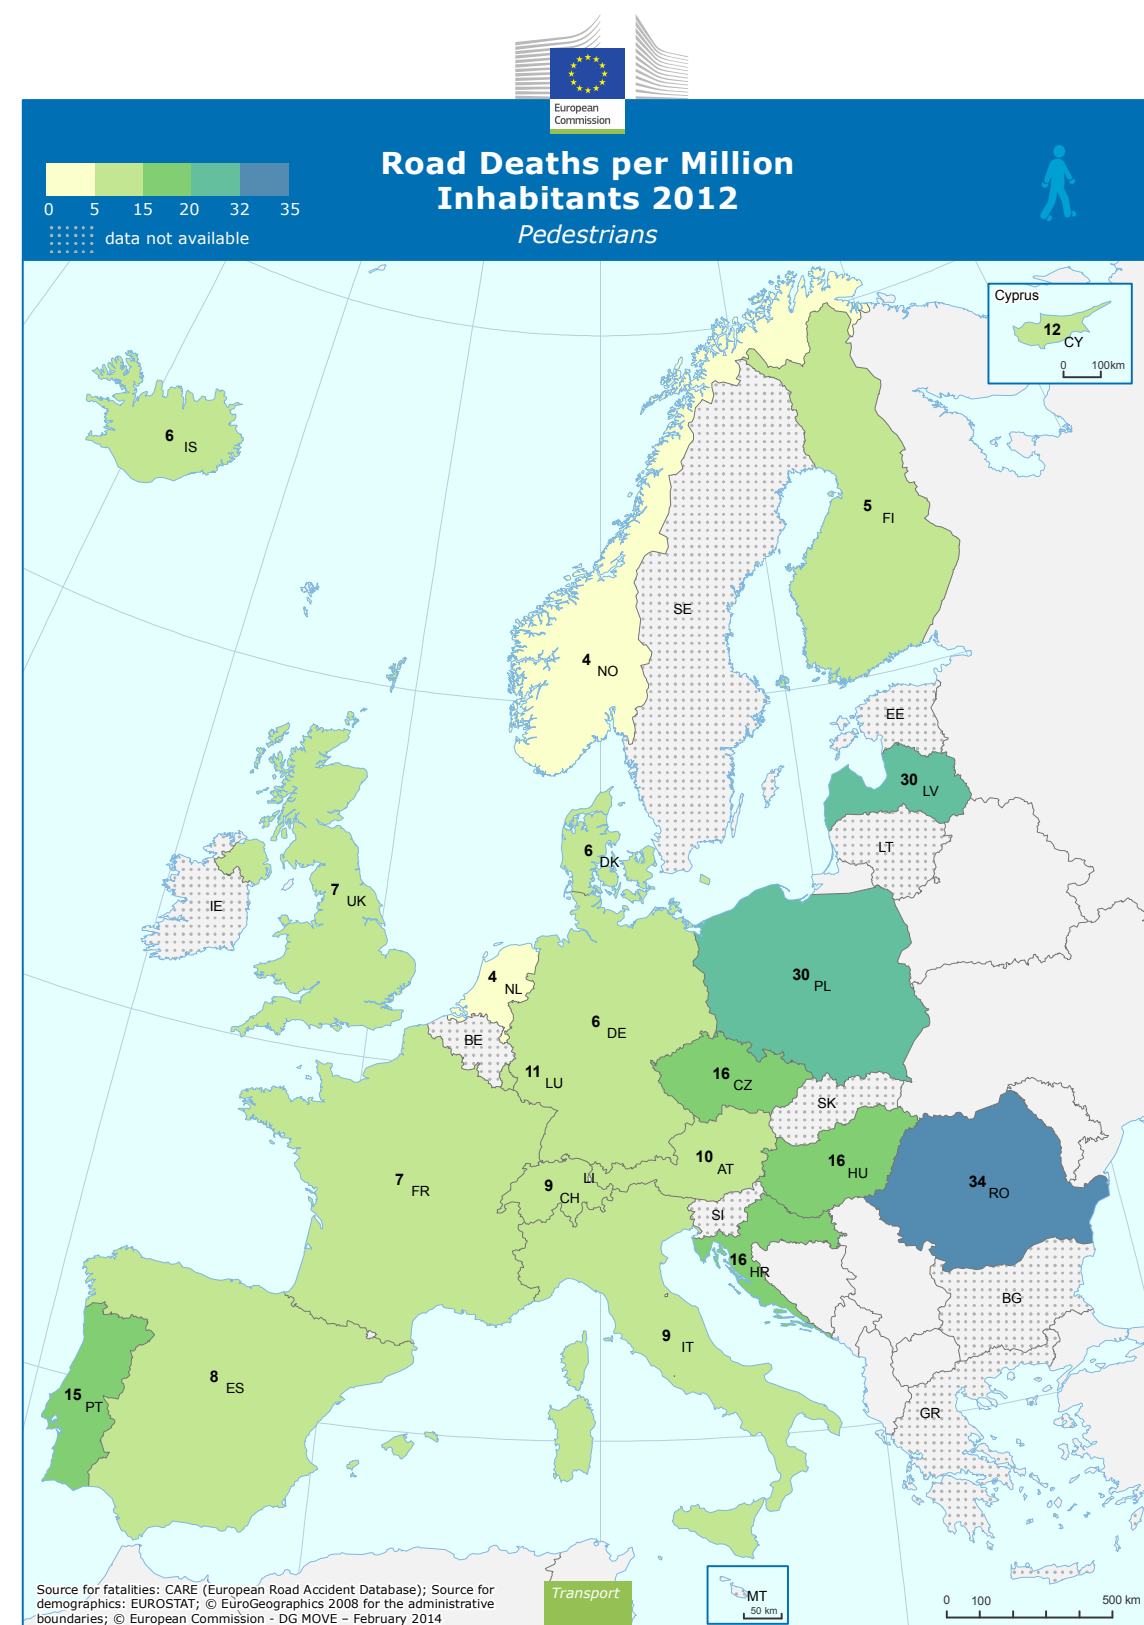 European
Commission
Road Deaths per Million
Inhabitants 2012
Pedestrians
0 5 15 20 32 35
data not available
Cyprus
12 CY
0 100km
6 IS
5 FI
SE
4 NO
EE
30 LV
LT
6 DK
7 UK
IE
4 NL
30 PL
6 DE
BE
11 LU
16 CZ
SK
10 AT
16 HU
7 FR
9 CH
LI
34 RO
SI
16 HR
BG
9 IT
8 ES
15 PT
GR
Source for fatalities: CARE (European Road Accident Database); Source for
demographics: EUROSTAT; © EuroGeographics 2008 for the administrative
boundaries; © European Commission - DG MOVE – February 2014
Transport
MT
50 km
0 100 500 km